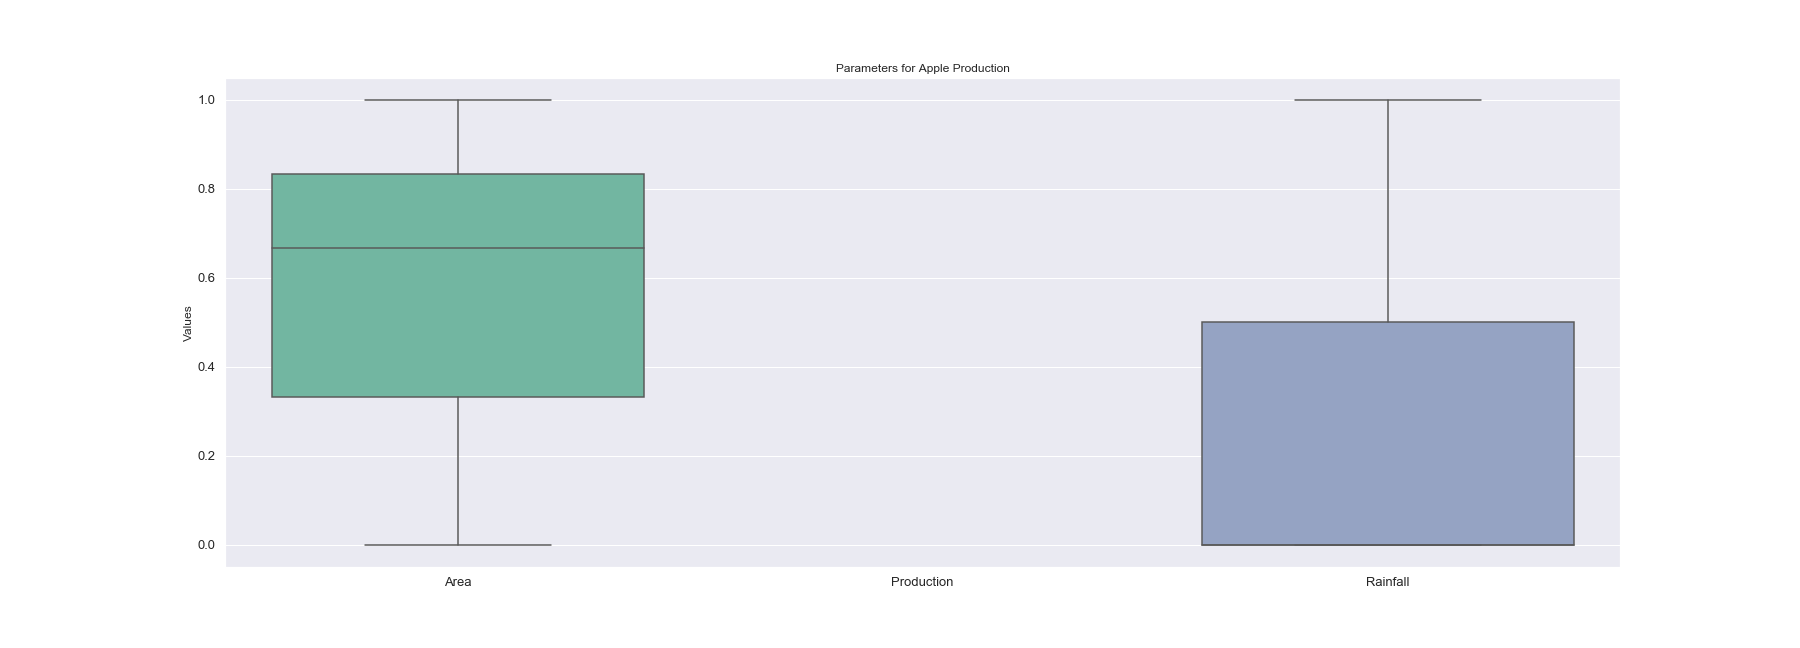 Parameters for Apple Production
1.0
0.8
0.6
0.4
0.2
0.0
Values
Area
Production
Rainfall